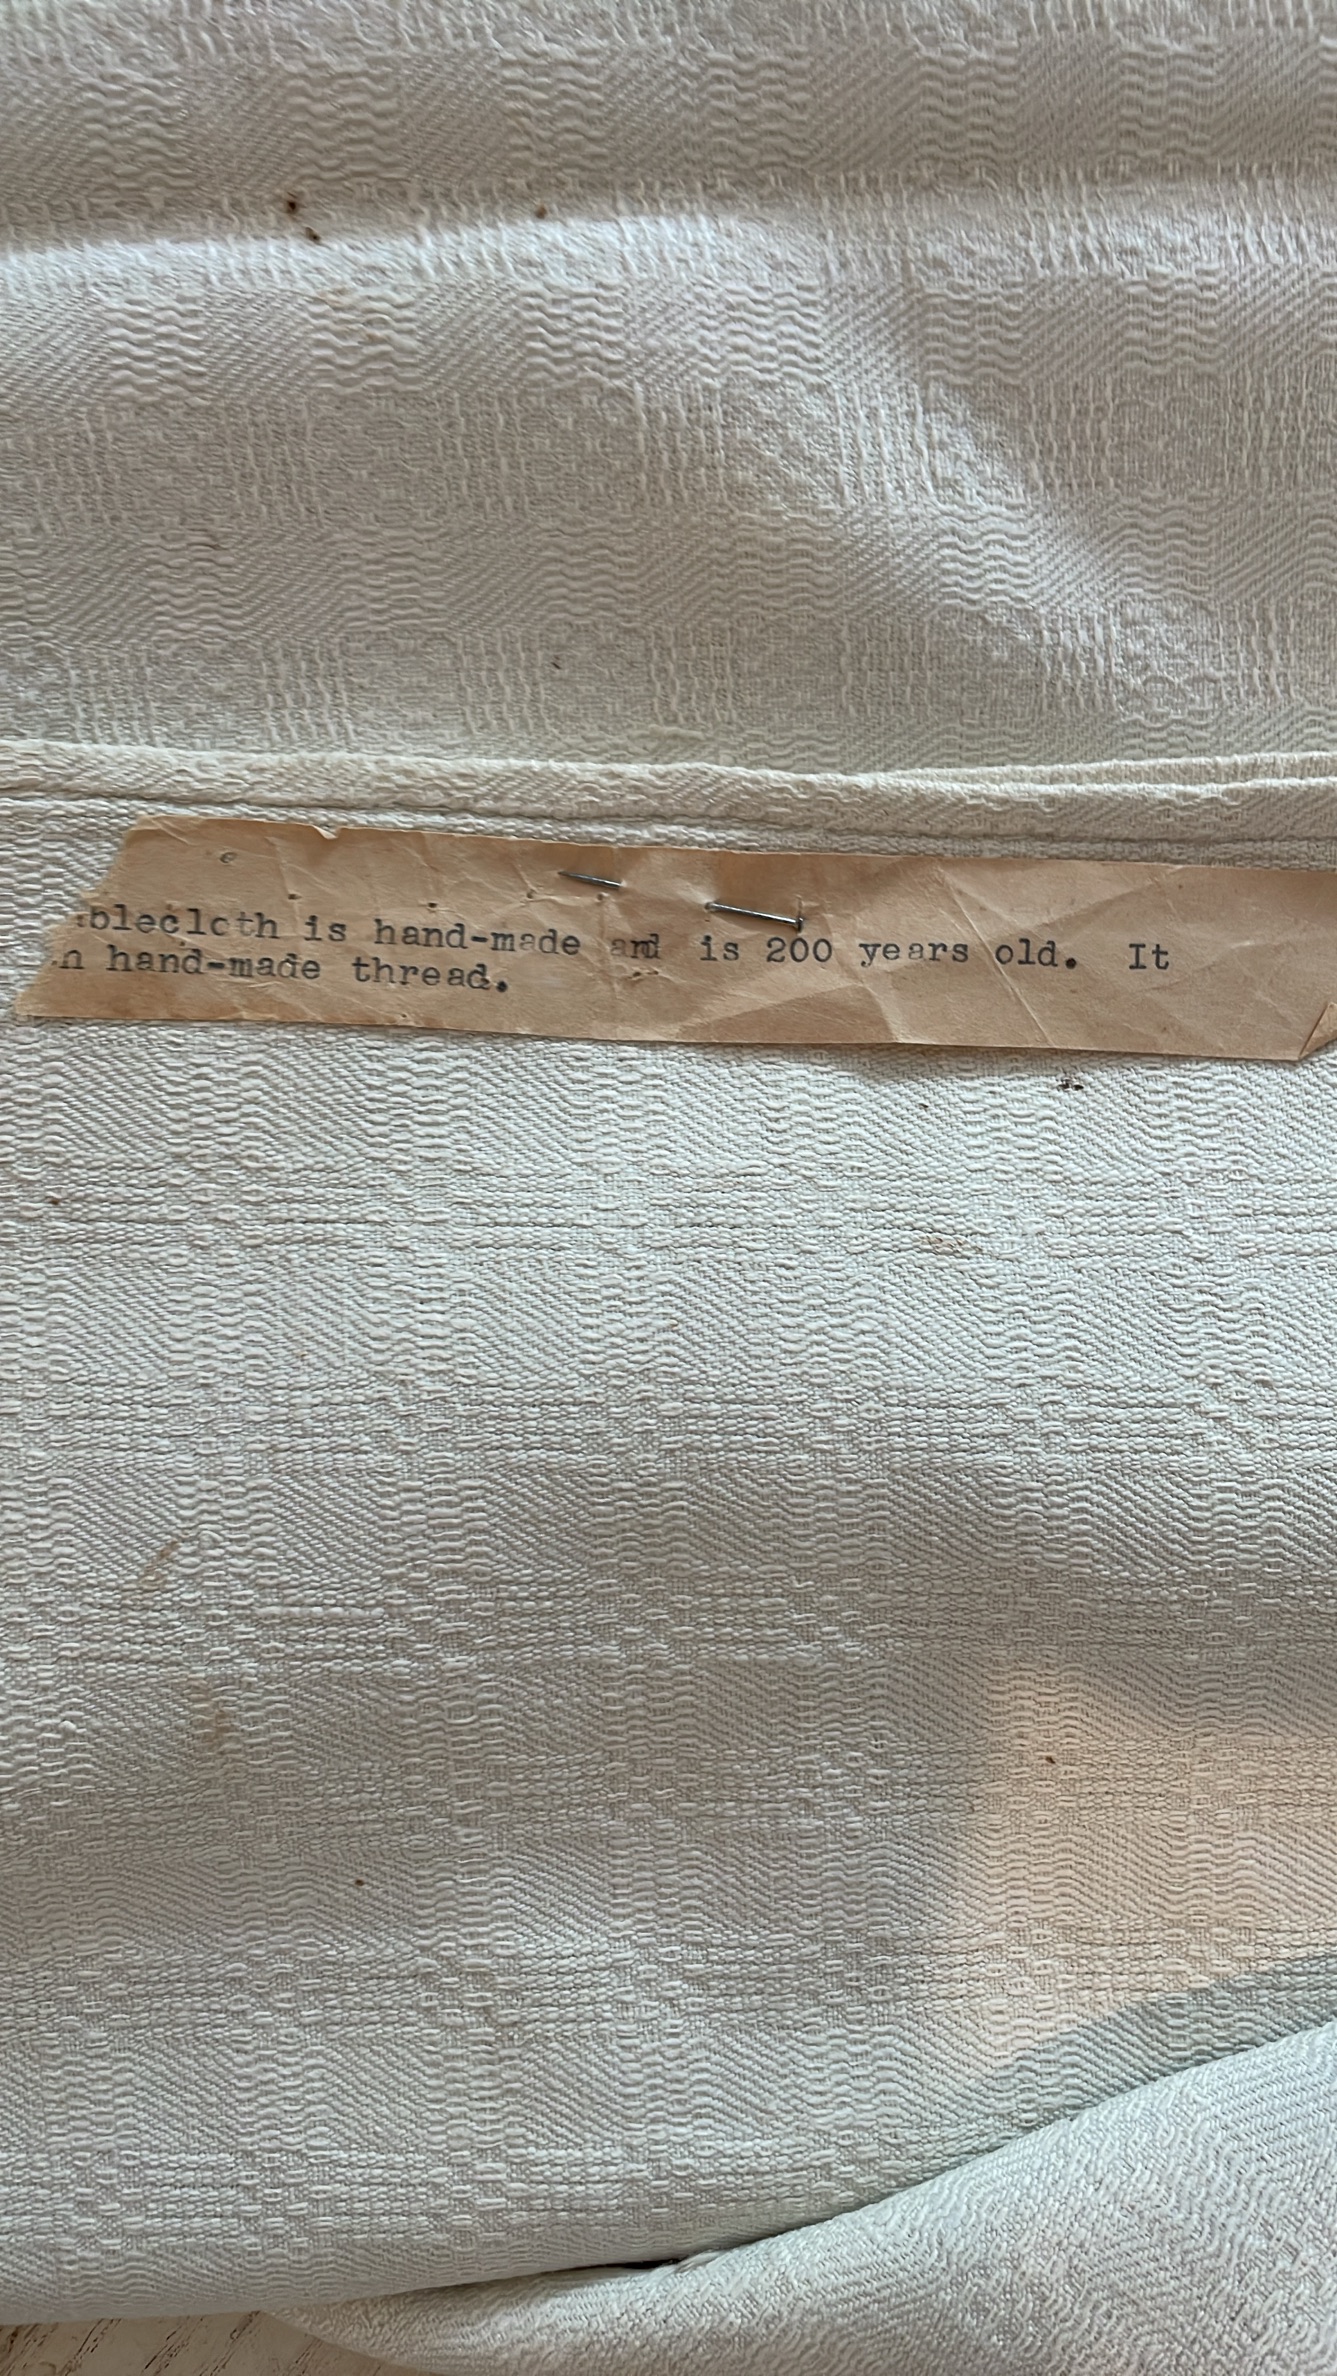 blecloth is hand-made and is 200 years old. It
n hand-made thread.